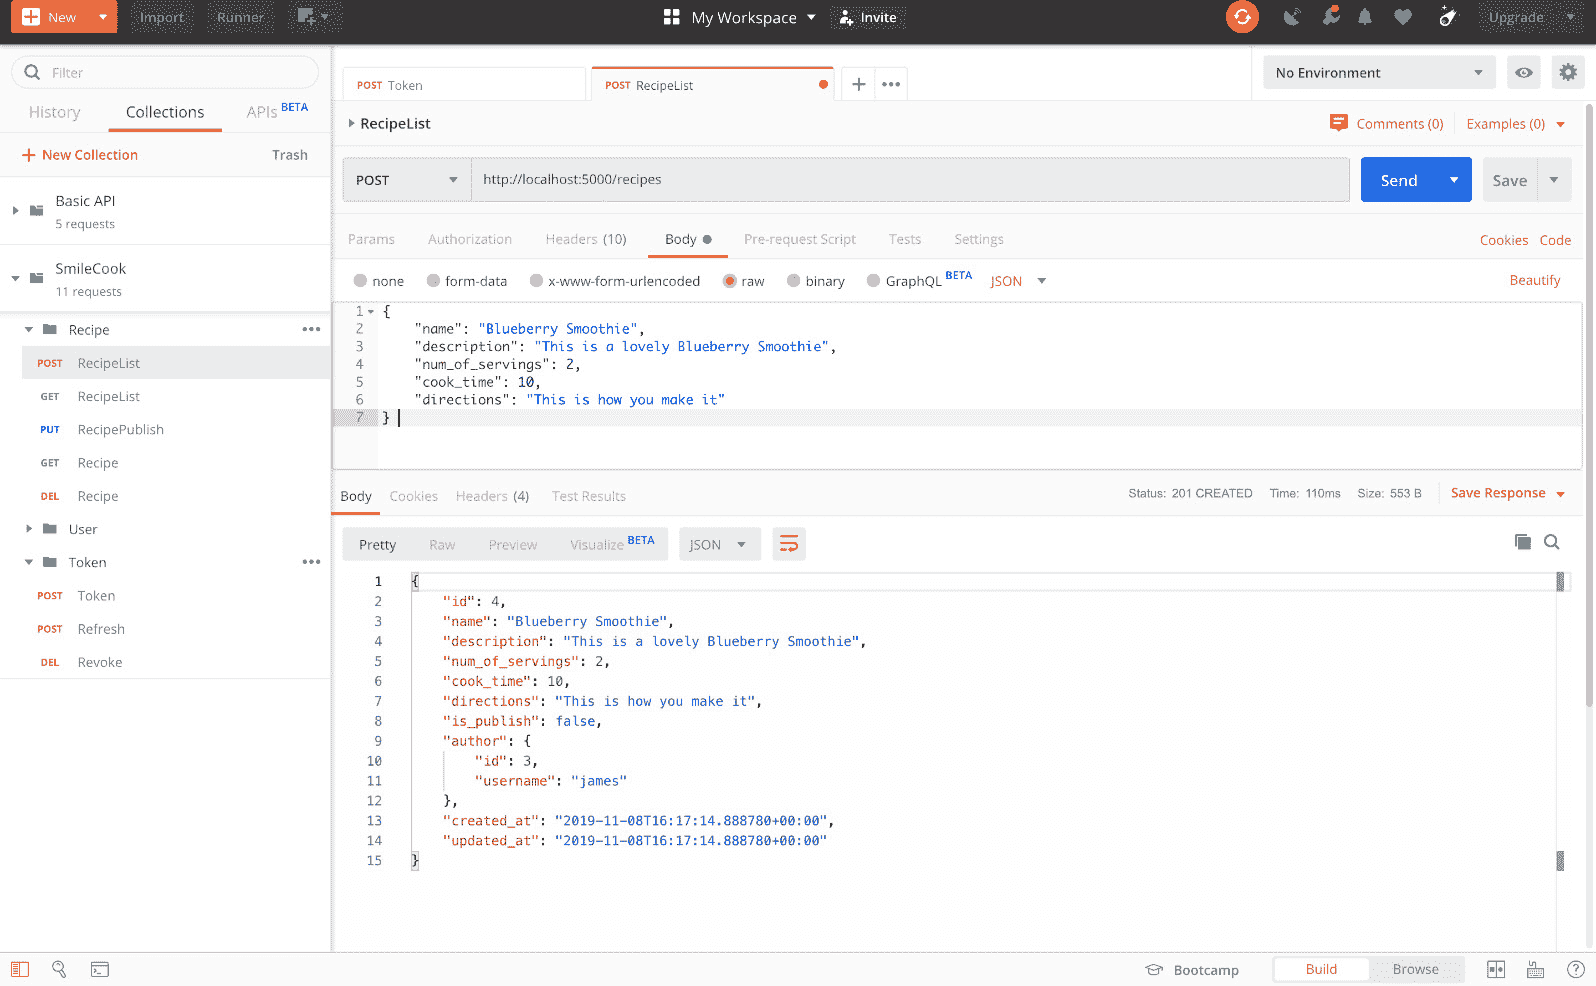 New Import Runner My Workspace Invite Upgrade
Filter
History Collections APIs BETA
New Collection Trash
Basic API
5 requests
SmileCook
11 requests
Recipe
POST RecipeList
GET RecipeList
PUT RecipePublish
GET Recipe
DEL Recipe
User
Token
POST Token
POST Refresh
DEL Revoke
POST Token POST RecipeList No Environment
RecipeList Comments (0) Examples (0)
POST http://localhost:5000/recipes Send Save
Params Authorization Headers (10) Body Pre-request Script Tests Settings Cookies Code
none form-data x-www-form-urlencoded raw binary GraphQL BETA JSON Beautify
1 {
2 "name": "Blueberry Smoothie",
3 "description": "This is a lovely Blueberry Smoothie",
4 "num_of_servings": 2,
5 "cook_time": 10,
6 "directions": "This is how you make it"
7 }
Body Cookies Headers (4) Test Results Status: 201 CREATED Time: 110ms Size: 553 B Save Response
Pretty Raw Preview Visualize BETA JSON
1 {
2 "id": 4,
3 "name": "Blueberry Smoothie",
4 "description": "This is a lovely Blueberry Smoothie",
5 "num_of_servings": 2,
6 "cook_time": 10,
7 "directions": "This is how you make it",
8 "is_publish": false,
9 "author": {
10 "id": 3,
11 "username": "james"
12 },
13 "created_at": "2019-11-08T16:17:14.888780+00:00",
14 "updated_at": "2019-11-08T16:17:14.888780+00:00"
15 }
Bootcamp Build Browse